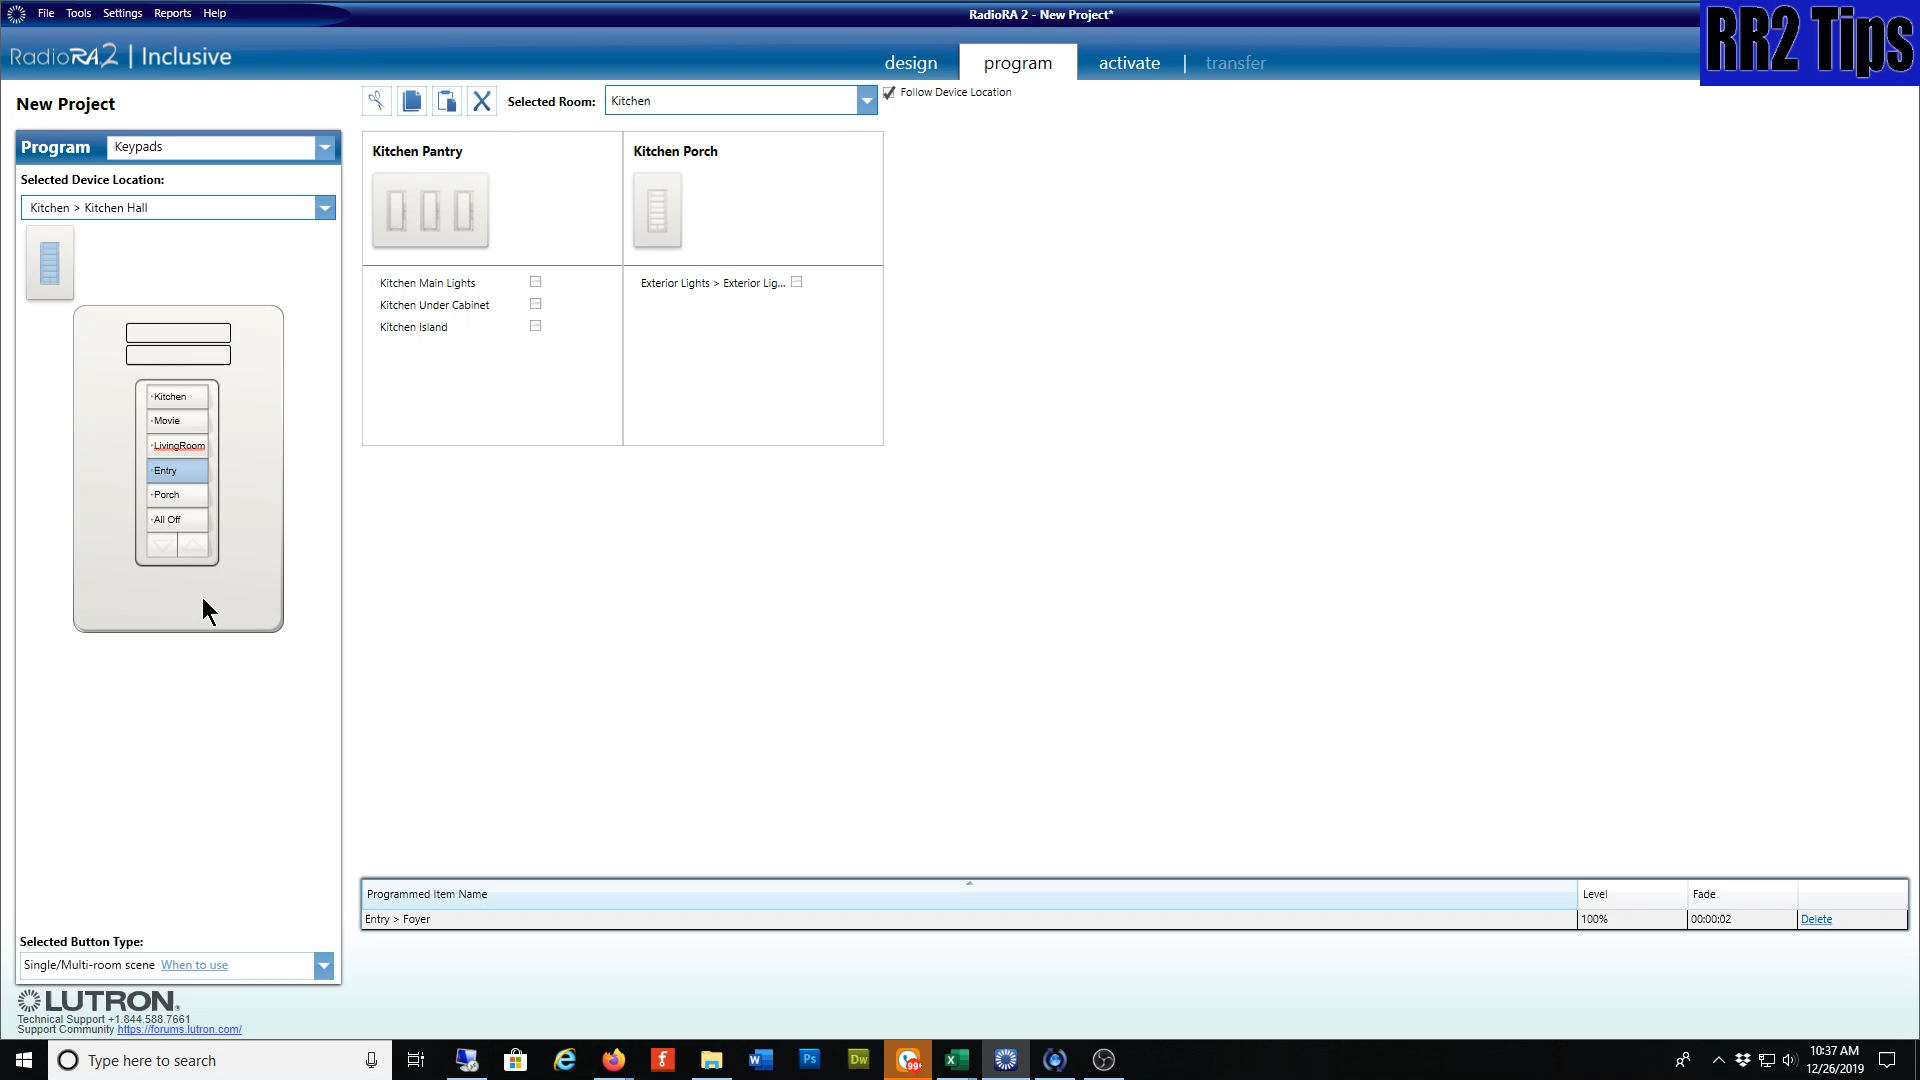 File Tools Settings Reports Help
RadioRA 2 - New Project*
RR2 Tips
RadioRA2 | Inclusive
design program activate | transfer
New Project
Selected Room: Kitchen
Follow Device Location
Program Keypads
Selected Device Location:
Kitchen > Kitchen Hall
Kitchen Pantry
Kitchen Porch
Kitchen Main Lights
Kitchen Under Cabinet
Kitchen Island
Exterior Lights > Exterior Lig...
Kitchen
Movie
LivingRoom
Entry
Porch
All Off
Programmed Item Name Level Fade
Entry > Foyer 100% 00:00:02 Delete
Selected Button Type:
Single/Multi-room scene When to use
LUTRON
Technical Support +1.844.588.7661
Support Community https://forums.lutron.com/
Type here to search
Ps
Dw
99+
10:37 AM
12/26/2019